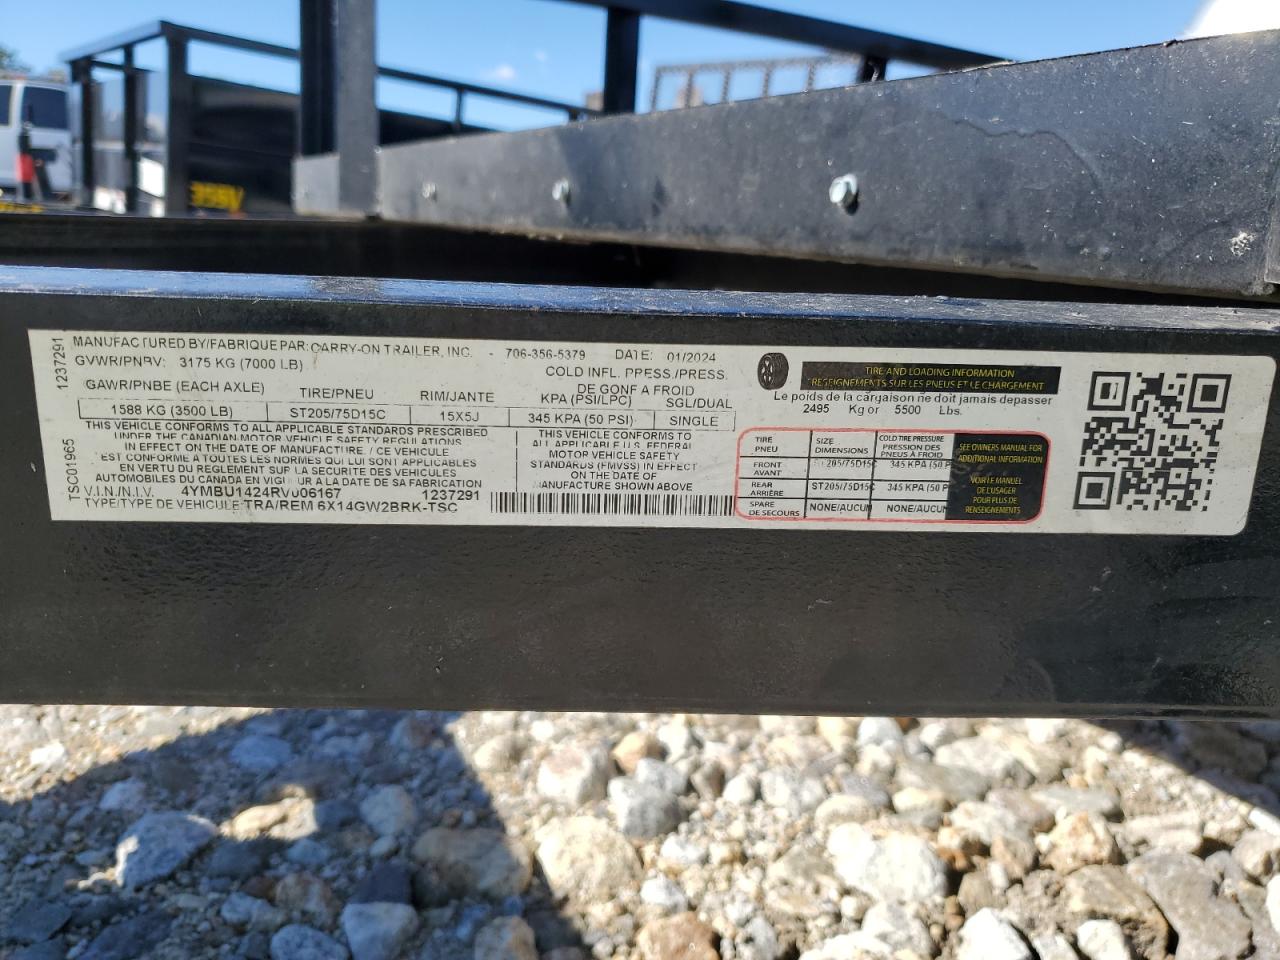 1237291
TSC01965
MANUFACTURED BY/FABRIQUE PAR: CARRY-ON TRAILER, INC. - 706-356-5379 DATE: 01/2024
GVWR/PNBV: 3175 KG (7000 LB)
COLD INFL. PRESS./PRESS.
DE GONF A FROID
GAWR/PNBE (EACH AXLE) TIRE/PNEU RIM/JANTE KPA (PSI/LPC) SGL/DUAL
1588 KG (3500 LB) ST205/75D15C 15X5J 345 KPA (50 PSI) SINGLE
THIS VEHICLE CONFORMS TO ALL APPLICABLE STANDARDS PRESCRIBED
UNDER THE CANADIAN MOTOR VEHICLE SAFETY REGULATIONS
IN EFFECT ON THE DATE OF MANUFACTURE. / CE VEHICULE
EST CONFORME A TOUTES LES NORMES QUI LUI SONT APPLICABLES
EN VERTU DU REGLEMENT SUR LA SECURITE DES VEHICULES
AUTOMOBILES DU CANADA EN VIGUEUR A LA DATE DE SA FABRICATION
THIS VEHICLE CONFORMS TO
ALL APPLICABLE U.S. FEDERAL
MOTOR VEHICLE SAFETY
STANDARDS (FMVSS) IN EFFECT
ON THE DATE OF
MANUFACTURE SHOWN ABOVE
V.I.N./N.I.V. 4YMBU1424RV006167 1237291
TYPE/TYPE DE VEHICULE: TRA/REM 6X14GW2BRK-TSC
TIRE AND LOADING INFORMATION
RESEIGNEMENTS SUR LES PNEUS ET LE CHARGEMENT
Le poids de la cargaison ne doit jamais depasser
2495 Kg or 5500 Lbs.
TIRE PNEU SIZE DIMENSIONS COLD TIRE PRESSURE PRESSION DES PNEUS À FROID
FRONT AVANT ST205/75D15C 345 KPA (50 P
REAR ARRIÈRE ST205/75D15C 345 KPA (50 P
SPARE DE SECOURS NONE/AUCUN NONE/AUCUN
SEE OWNERS MANUAL FOR
ADDITIONAL INFORMATION
VOIR LE MANUEL
DE L'USAGER
POUR PLUS DE
RENSEIGNEMENTS